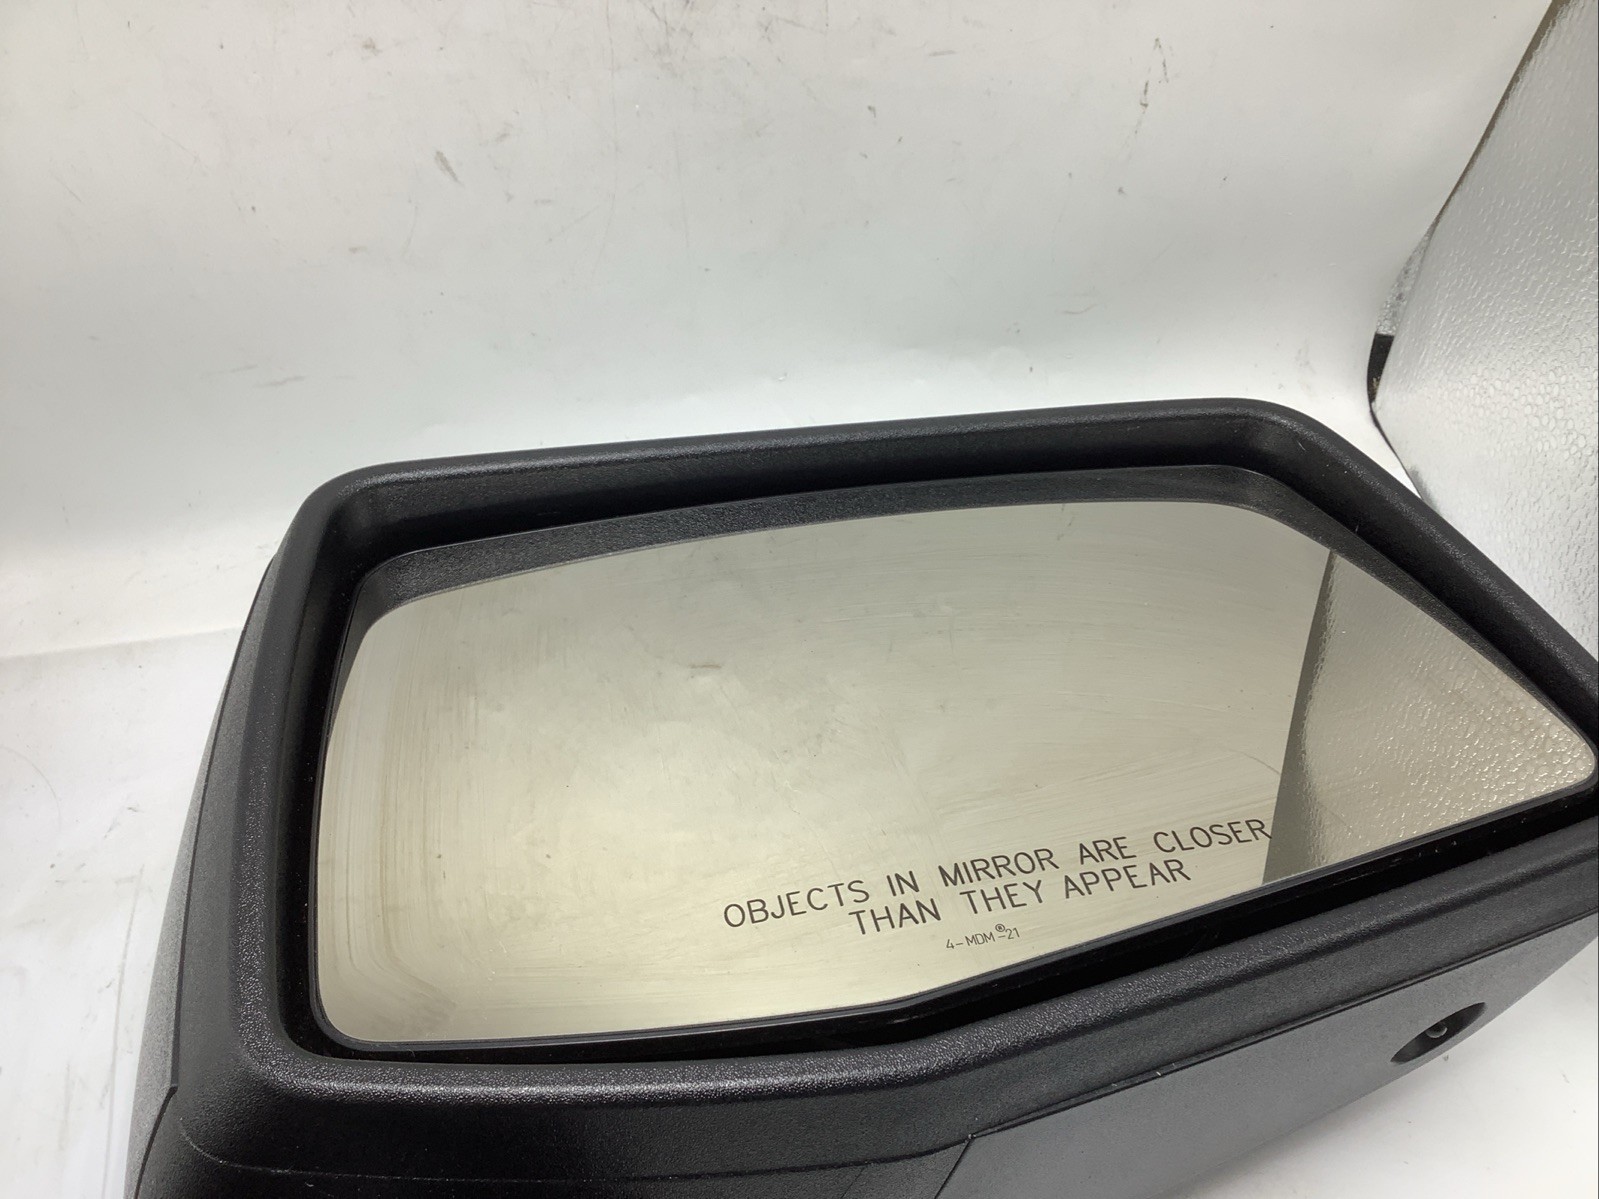 OBJECTS IN MIRROR ARE CLOSER
THAN THEY APPEAR
4-MDM®-21